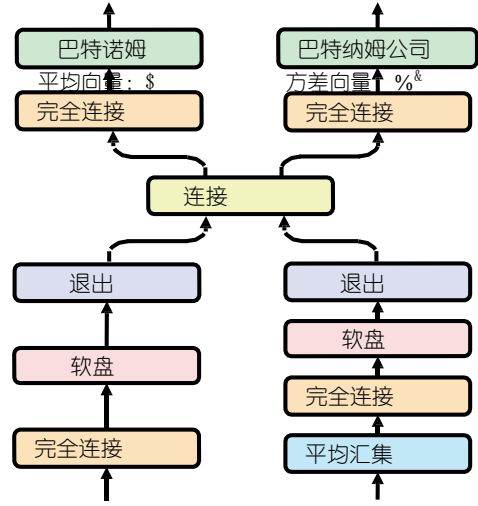 巴特诺姆
巴特纳姆公司
平均向量：$
方差向量 %&
完全连接
完全连接
连接
退出
退出
软盘
软盘
完全连接
完全连接
平均汇集